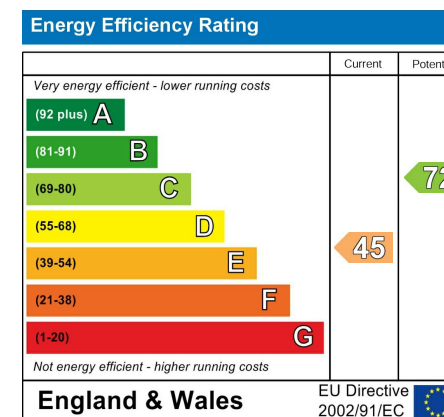 Energy Efficiency Rating
Current Potent
Very energy efficient - lower running costs
(92 plus) A
(81-91) B
(69-80) C
72
(55-68) D
45
(39-54) E
(21-38) F
(1-20) G
Not energy efficient - higher running costs
England & Wales
EU Directive
2002/91/EC